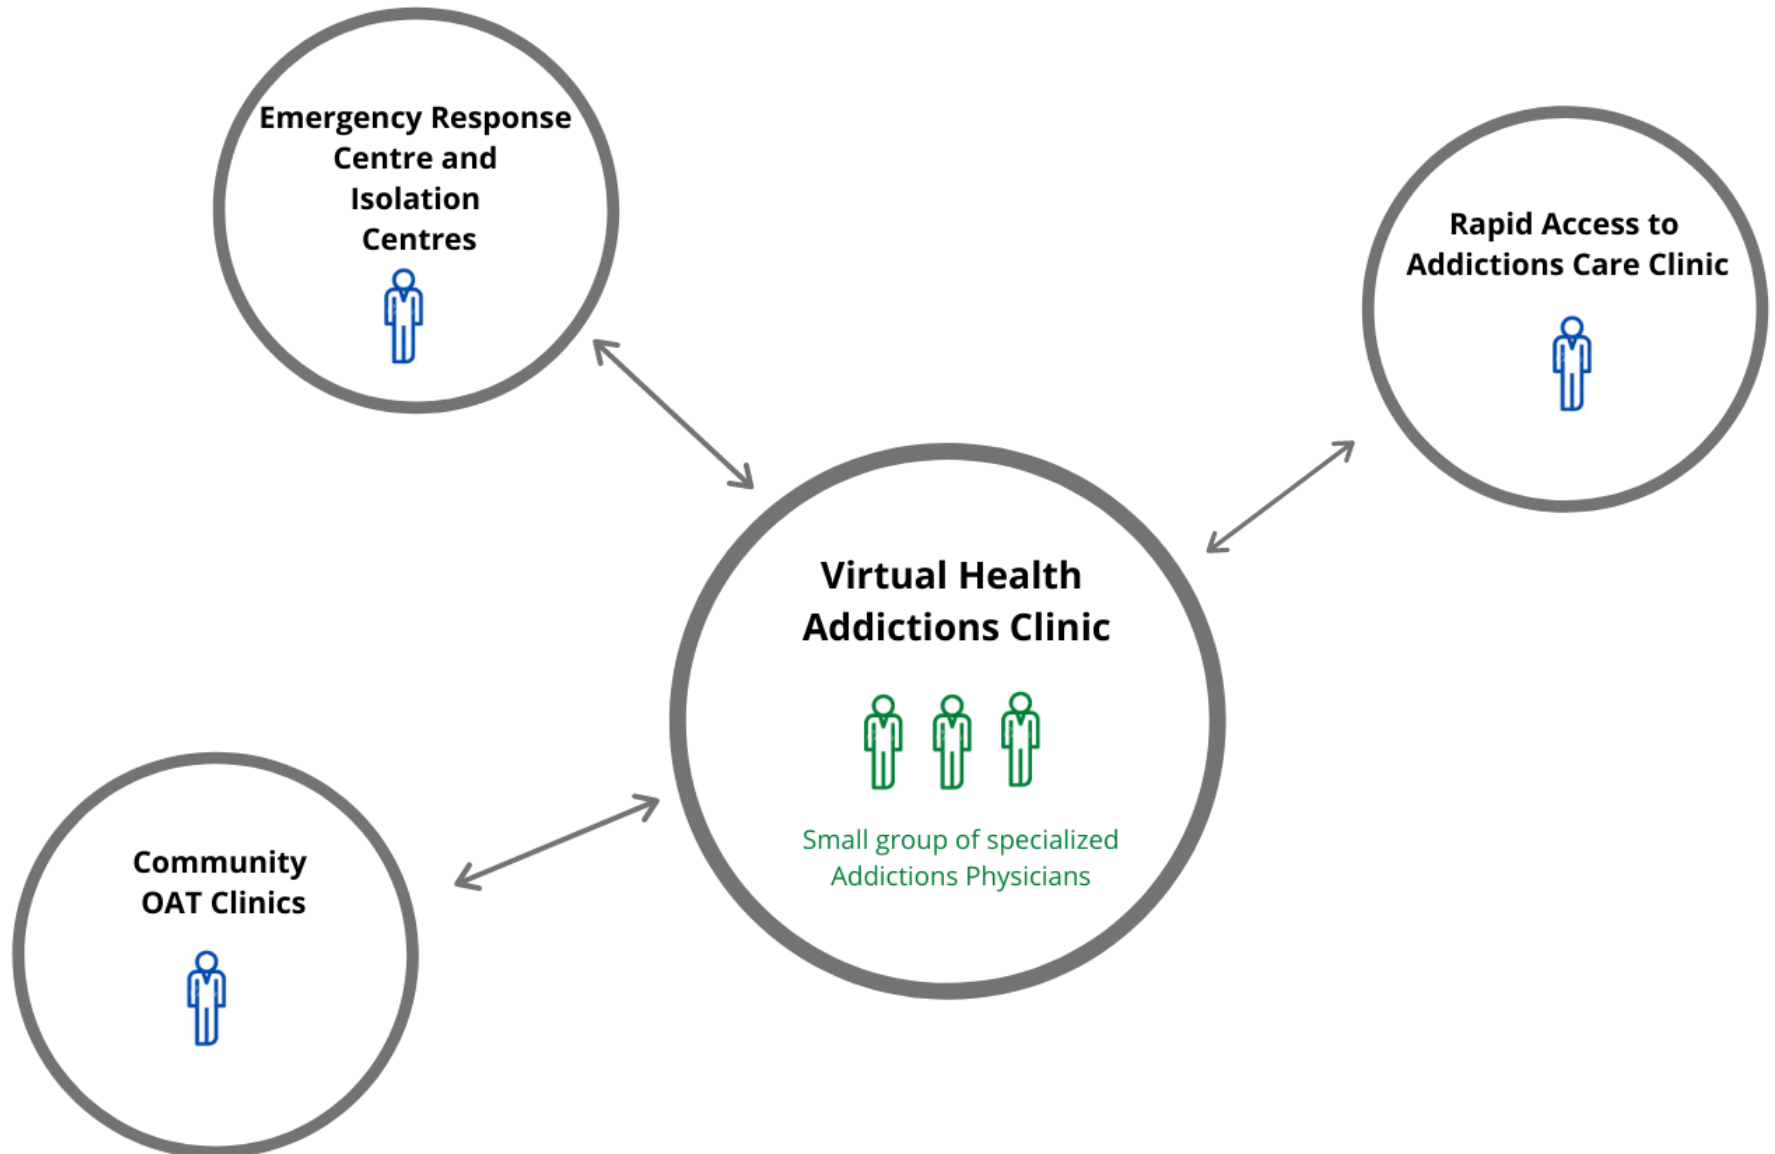 Emergency Response
Centre and
Isolation
Centres
Rapid Access to
Addictions Care Clinic
Virtual Health
Addictions Clinic
Small group of specialized
Addictions Physicians
Community
OAT Clinics